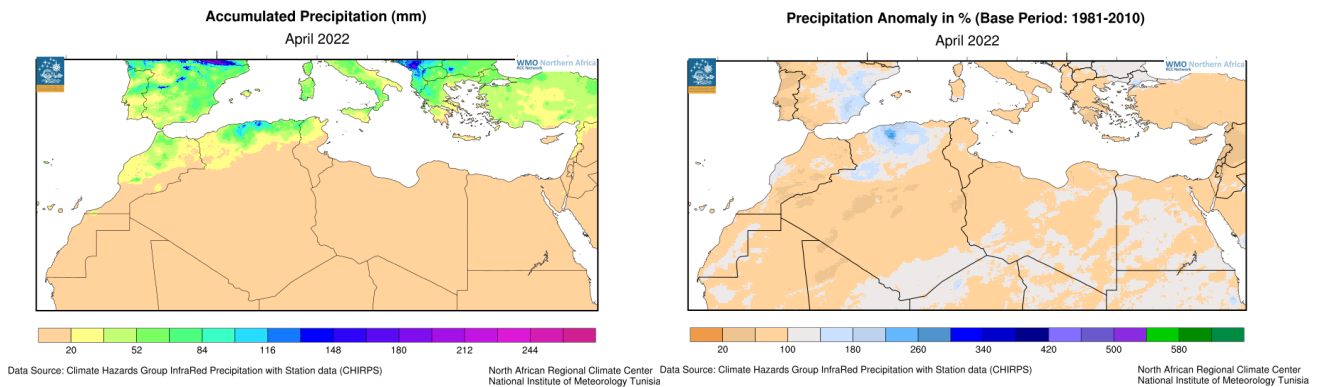 Accumulated Precipitation (mm)
April 2022
WMO Northern Africa
RCC Network
20 52 84 116 148 180 212 244
Data Source: Climate Hazards Group InfraRed Precipitation with Station data (CHIRPS)
North African Regional Climate Center
National Institute of Meteorology Tunisia
Precipitation Anomaly in % (Base Period: 1981-2010)
April 2022
WMO Northern Africa
RCC Network
20 100 180 260 340 420 500 580
Data Source: Climate Hazards Group InfraRed Precipitation with Station data (CHIRPS)
North African Regional Climate Center
National Institute of Meteorology Tunisia